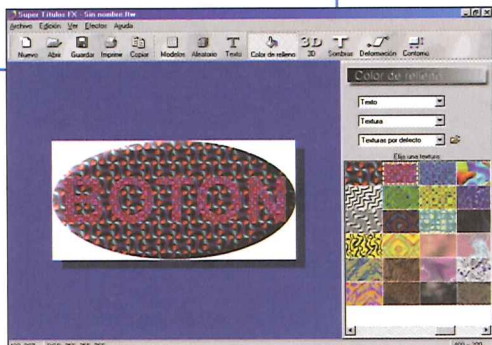 Super Títulos FX - Sin nombre.ftw
Archivo Edición Ver Efectos Ayuda
Nuevo Abrir Guardar Imprimir Copiar Modelos Aleatorio Texto Color de relleno 3D Sombras Deformación Contorno
Color de relleno
Texto
Textura
Texturas por defecto
Elija una textura
BOTON